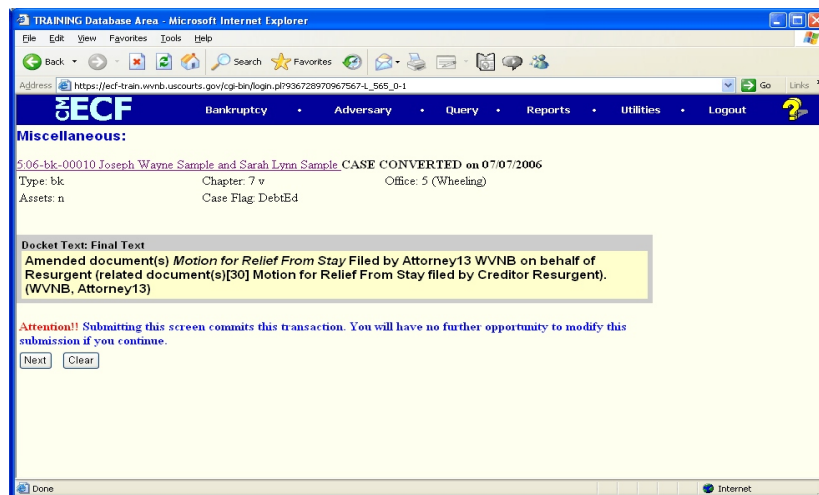 TRAINING Database Area - Microsoft Internet Explorer
File Edit View Favorites Tools Help
Back Search Favorites
Address https://ecf-train.wvnb.uscourts.gov/cgi-bin/login.pl?936728970967567-L_565_0-1 Go Links
CM ECF Bankruptcy • Adversary • Query • Reports • Utilities • Logout ?
Miscellaneous:
5:06-bk-00010 Joseph Wayne Sample and Sarah Lynn Sample CASE CONVERTED on 07/07/2006
Type: bk Chapter: 7 v Office: 5 (Wheeling)
Assets: n Case Flag: DebtEd
Docket Text: Final Text
Amended document(s) Motion for Relief From Stay Filed by Attorney13 WVNB on behalf of
Resurgent (related document(s)[30] Motion for Relief From Stay filed by Creditor Resurgent).
(WVNB, Attorney13)
Attention!! Submitting this screen commits this transaction. You will have no further opportunity to modify this
submission if you continue.
Next Clear
Done Internet